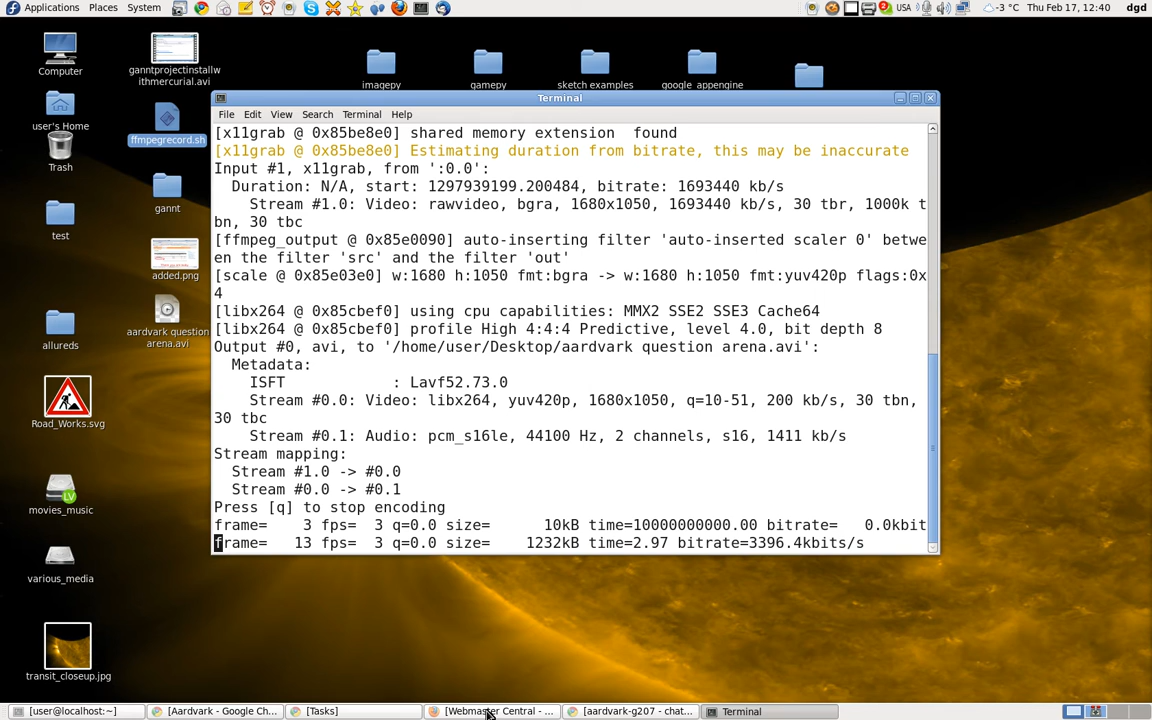 Applications Places System
USA
-3 °C Thu Feb 17, 12:40 dgd
Computer
ganntprojectinstallw
ithmercurial.avi
imagepy
gamepy
sketch examples
google_appengine
user's Home
ffmpegrecord.sh
Trash
gannt
test
added.png
aardvark question
arena.avi
allureds
Road_Works.svg
LV
movies_music
various_media
transit_closeup.jpg
Terminal
File Edit View Search Terminal Help
[x11grab @ 0x85be8e0] shared memory extension  found
[x11grab @ 0x85be8e0] Estimating duration from bitrate, this may be inaccurate
Input #1, x11grab, from ':0.0':
  Duration: N/A, start: 1297939199.200484, bitrate: 1693440 kb/s
    Stream #1.0: Video: rawvideo, bgra, 1680x1050, 1693440 kb/s, 30 tbr, 1000k t
bn, 30 tbc
[ffmpeg_output @ 0x85e0090] auto-inserting filter 'auto-inserted scaler 0' betwe
en the filter 'src' and the filter 'out'
[scale @ 0x85e03e0] w:1680 h:1050 fmt:bgra -> w:1680 h:1050 fmt:yuv420p flags:0x
4
[libx264 @ 0x85cbef0] using cpu capabilities: MMX2 SSE2 SSE3 Cache64
[libx264 @ 0x85cbef0] profile High 4:4:4 Predictive, level 4.0, bit depth 8
Output #0, avi, to '/home/user/Desktop/aardvark question arena.avi':
  Metadata:
    ISFT            : Lavf52.73.0
    Stream #0.0: Video: libx264, yuv420p, 1680x1050, q=10-51, 200 kb/s, 30 tbn,
30 tbc
    Stream #0.1: Audio: pcm_s16le, 44100 Hz, 2 channels, s16, 1411 kb/s
Stream mapping:
  Stream #1.0 -> #0.0
  Stream #0.0 -> #0.1
Press [q] to stop encoding
frame=    3 fps=  3 q=0.0 size=      10kB time=10000000000.00 bitrate=   0.0kbit
frame=   13 fps=  3 q=0.0 size=    1232kB time=2.97 bitrate=3396.4kbits/s
[user@localhost:~]
[Aardvark - Google Ch...
[Tasks]
[Webmaster Central - ...
[aardvark-g207 - chat...
Terminal